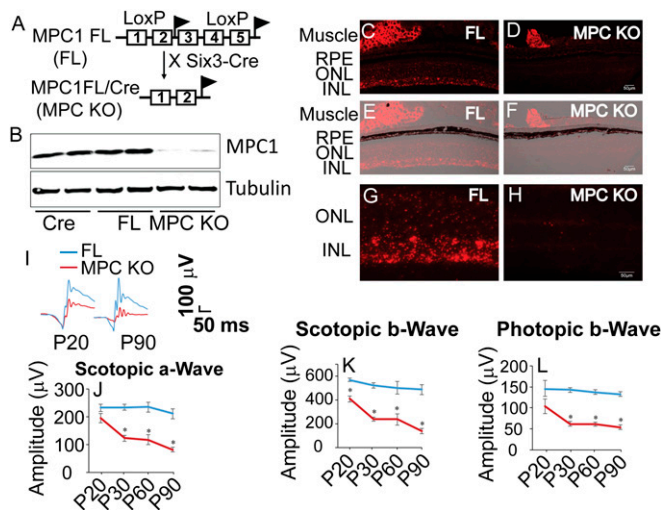 A
LoxP LoxP
MPC1 FL
(FL)
1 2 3 4 5
X Six3-Cre
MPC1FL/Cre
(MPC KO)
1 2
B
MPC1
Tubulin
Cre FL MPC KO
C FL
D MPC KO
Muscle
RPE
ONL
INL
E FL
F MPC KO
Muscle
RPE
ONL
INL
G FL
H MPC KO
ONL
INL
I
FL
MPC KO
100 µV
50 ms
P20 P90
Scotopic a-Wave
J
Amplitude (µV)
300
200
100
0
P20 P30 P60 P90
* * *
Scotopic b-Wave
K
Amplitude (µV)
600
400
200
0
P20 P30 P60 P90
* * * *
Photopic b-Wave
L
Amplitude (µV)
200
150
100
50
0
P20 P30 P60 P90
* * *